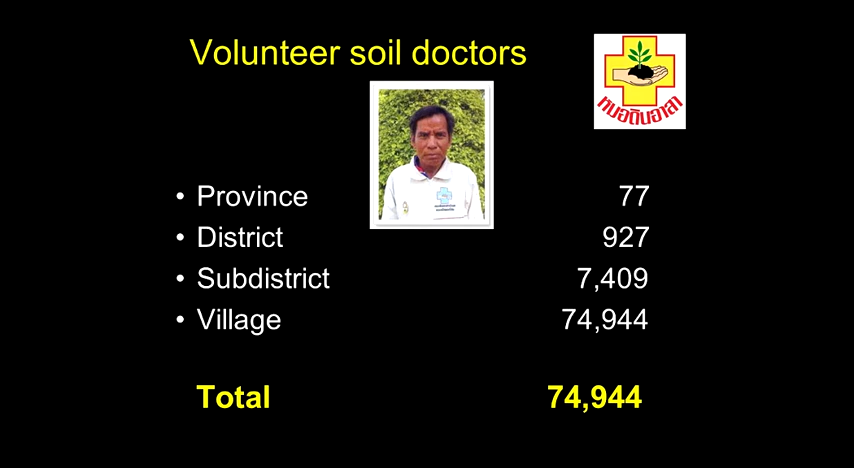 Volunteer soil doctors
หมอดินอาสา
• Province 77
• District 927
• Subdistrict 7,409
• Village 74,944
Total 74,944